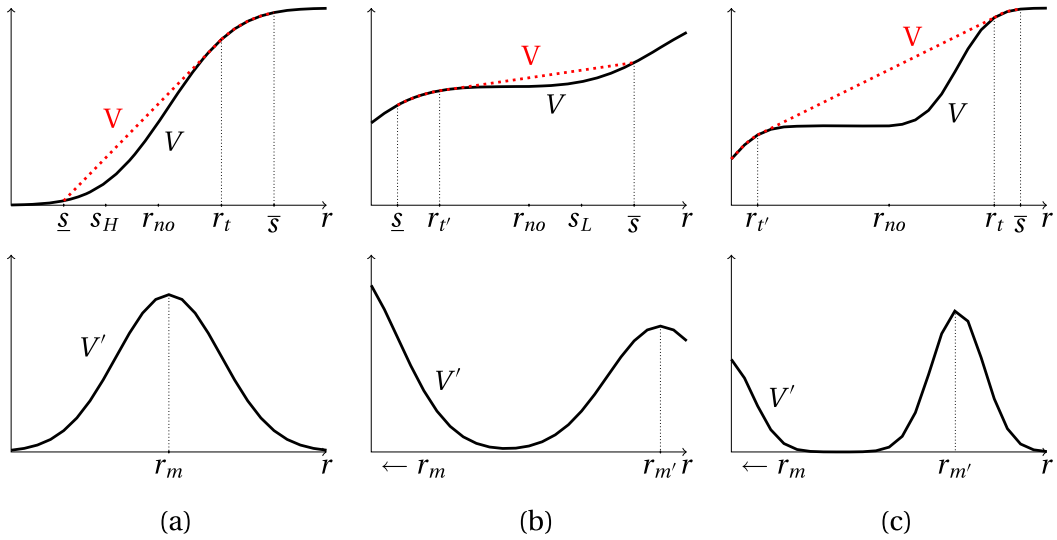 V
V
s s_H r_no r_t s̅ r
V
V
s r_t' r_no s_L s̅ r
V
V
r_t' r_no r_t s̅ r
V'
r_m r
V'
← r_m r_m' r
V'
← r_m r_m' r
(a) (b) (c)